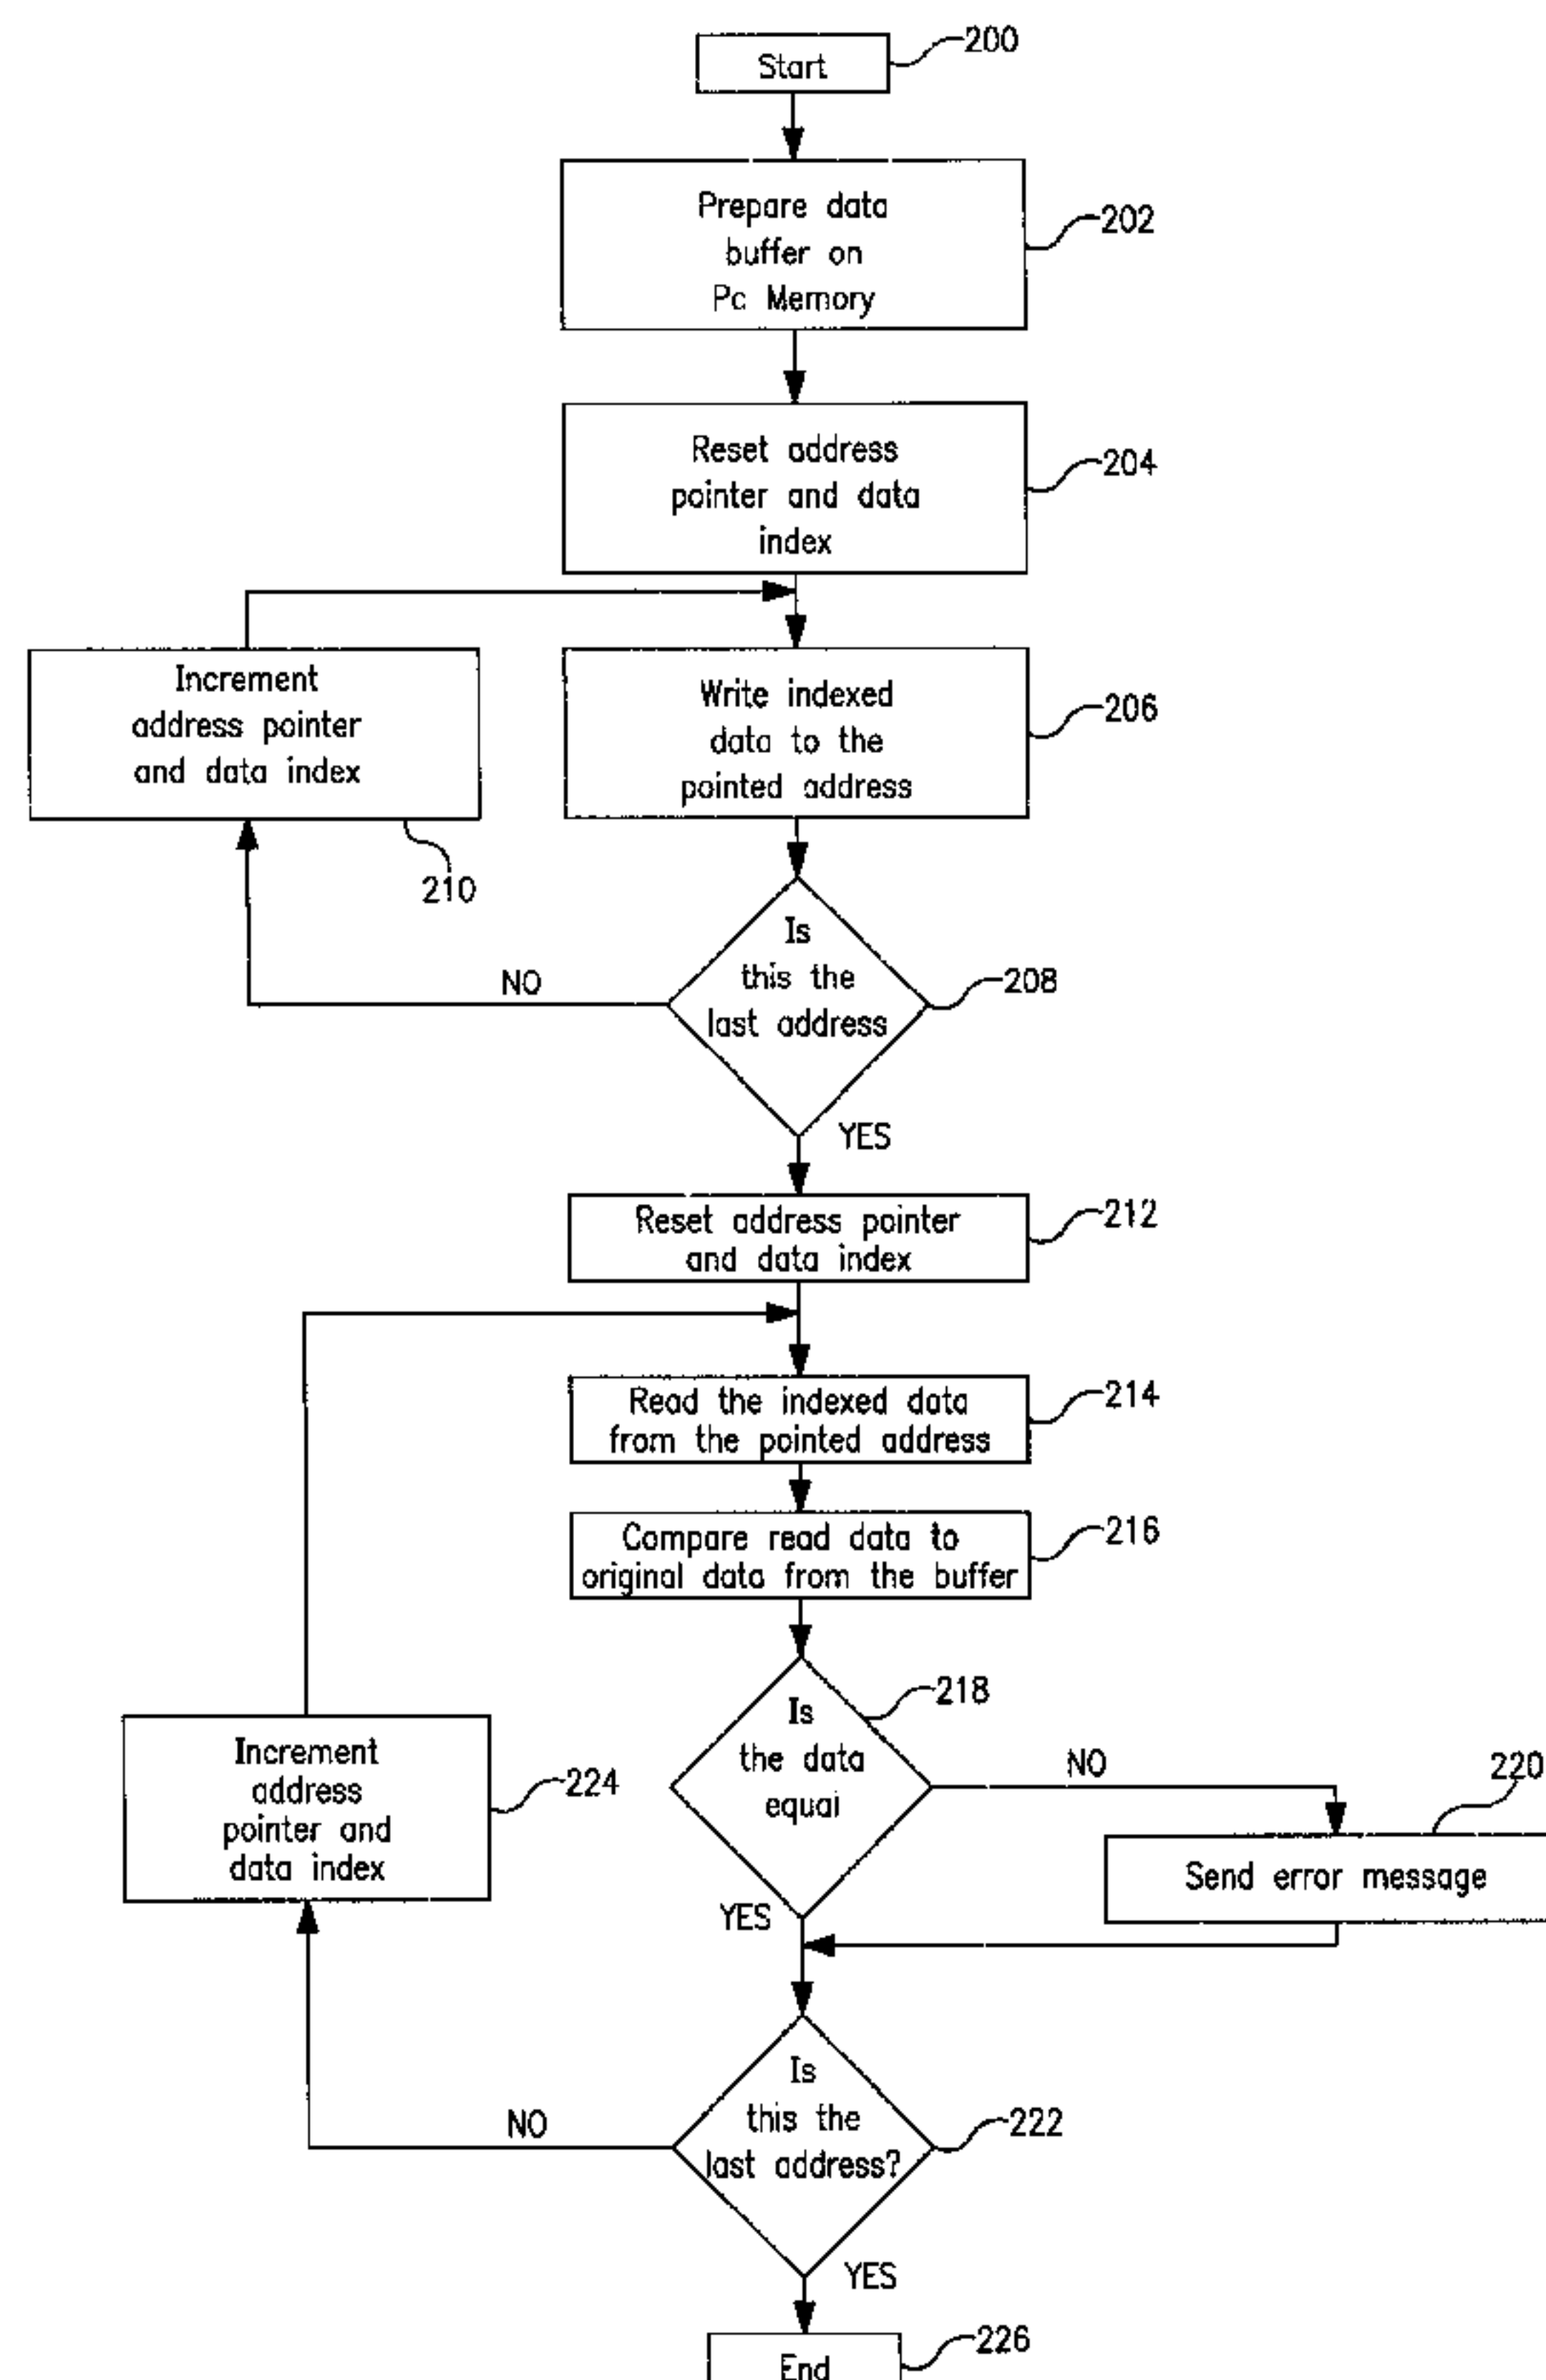 Start
200
Prepare data
buffer on
Pc Memory
202
Reset address
pointer and data
index
204
Increment
address pointer
and data index
210
Write indexed
data to the
pointed address
206
Is
this the
last address
208
NO
YES
Reset address pointer
and data index
212
Read the indexed data
from the pointed address
214
Compare read data to
original data from the buffer
216
Is
the data
equal
218
NO
220
Send error message
YES
Increment
address
pointer and
data index
224
Is
this the
last address?
222
NO
YES
End
226